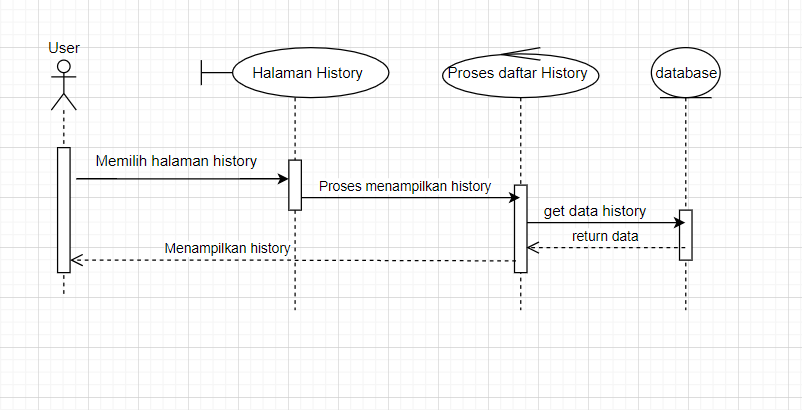 User
Halaman History
Proses daftar History
database
Memilih halaman history
Proses menampilkan history
get data history
return data
Menampilkan history